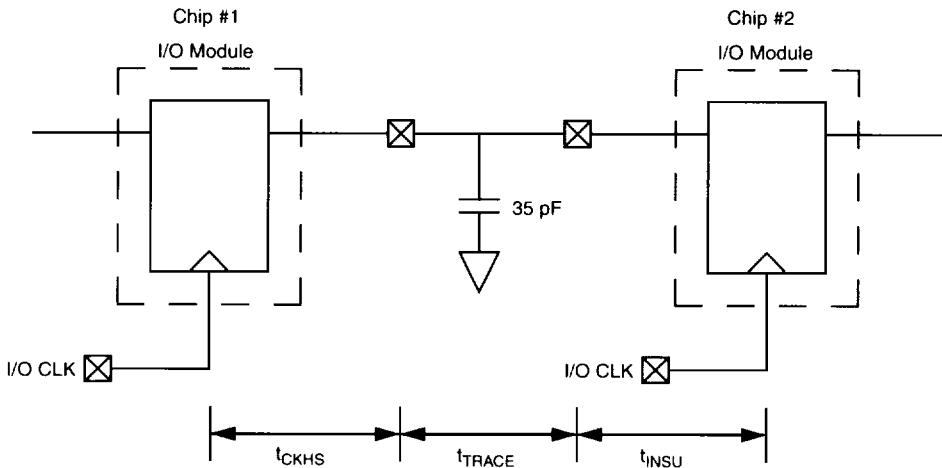 Chip #1
I/O Module
Chip #2
I/O Module
35 pF
I/O CLK
I/O CLK
tCKHS
tTRACE
tINSU